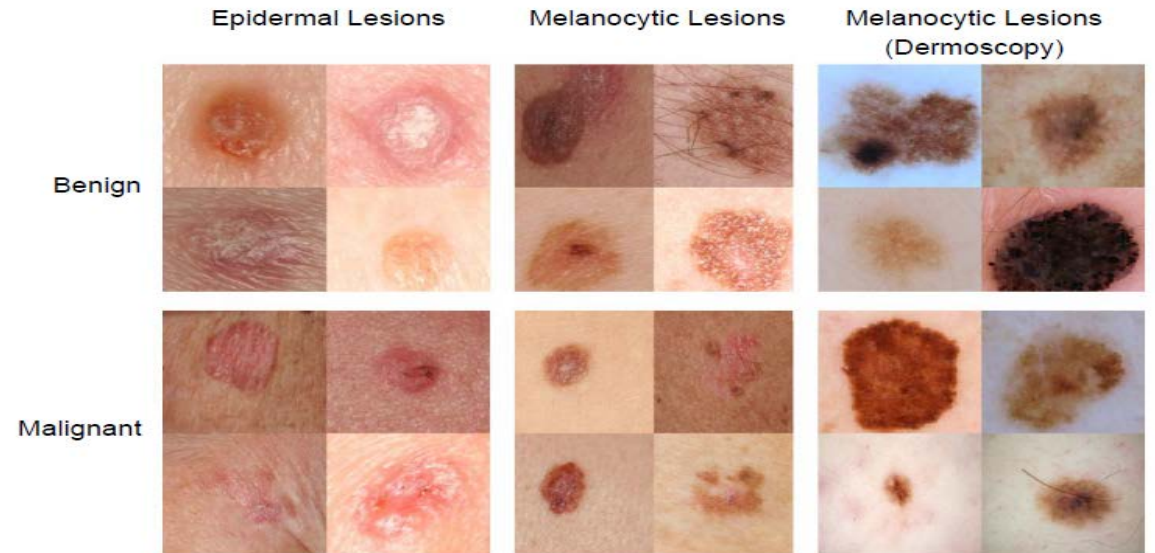 Epidermal Lesions
Melanocytic Lesions
Melanocytic Lesions
(Dermoscopy)
Benign
Malignant